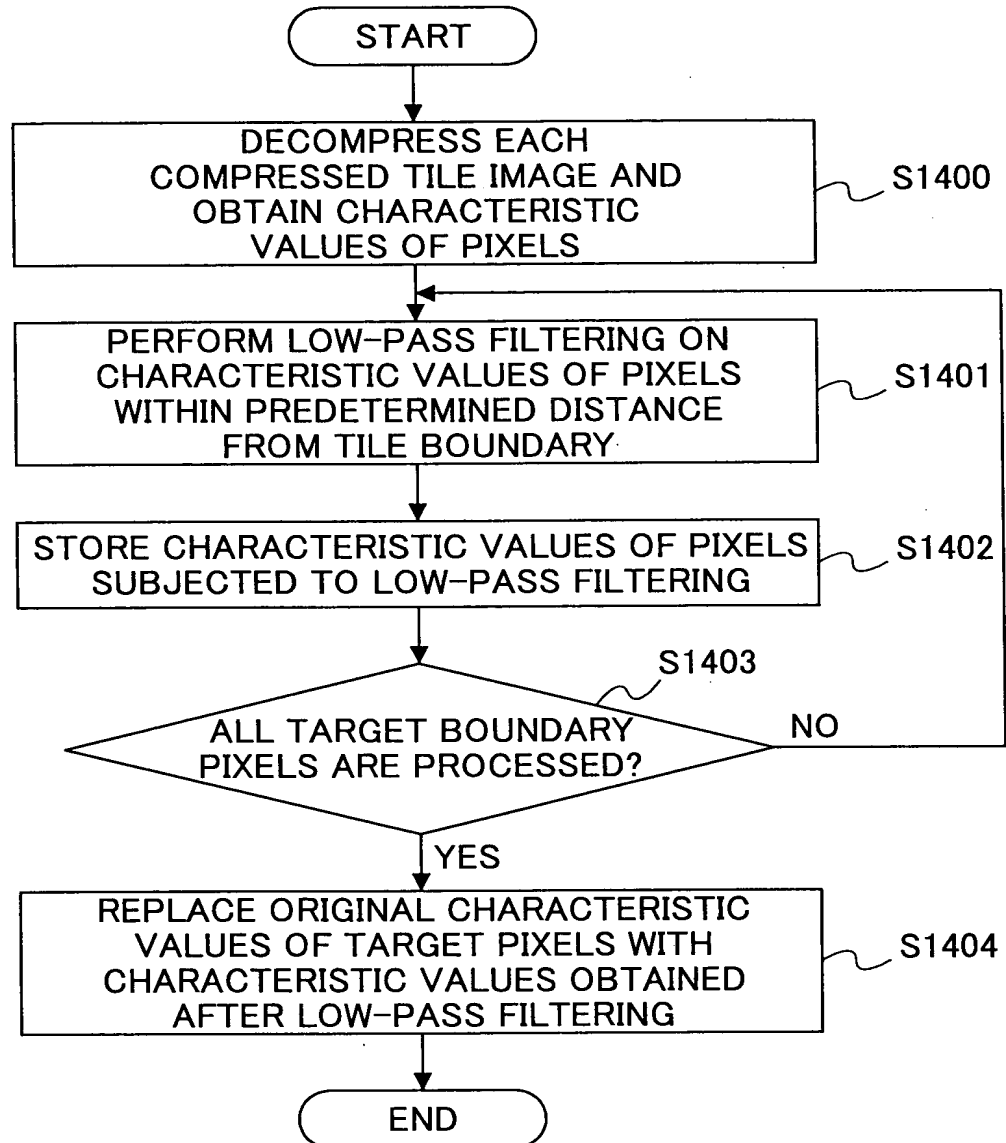 START
DECOMPRESS EACH
COMPRESSED TILE IMAGE AND
OBTAIN CHARACTERISTIC
VALUES OF PIXELS
S1400
PERFORM LOW-PASS FILTERING ON
CHARACTERISTIC VALUES OF PIXELS
WITHIN PREDETERMINED DISTANCE
FROM TILE BOUNDARY
S1401
STORE CHARACTERISTIC VALUES OF PIXELS
SUBJECTED TO LOW-PASS FILTERING
S1402
S1403
ALL TARGET BOUNDARY
PIXELS ARE PROCESSED?
NO
YES
REPLACE ORIGINAL CHARACTERISTIC
VALUES OF TARGET PIXELS WITH
CHARACTERISTIC VALUES OBTAINED
AFTER LOW-PASS FILTERING
S1404
END